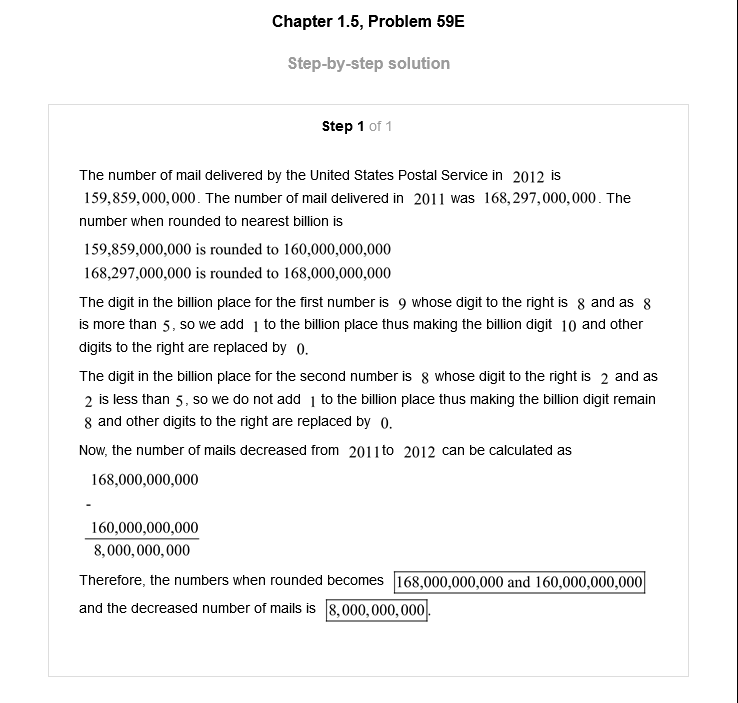 Chapter 1.5, Problem 59E
Step-by-step solution
Step 1 of 1
The number of mail delivered by the United States Postal Service in 2012 is
159,859,000,000. The number of mail delivered in 2011 was 168,297,000,000. The
number when rounded to nearest billion is
159,859,000,000 is rounded to 160,000,000,000
168,297,000,000 is rounded to 168,000,000,000
The digit in the billion place for the first number is 9 whose digit to the right is 8 and as 8
is more than 5, so we add 1 to the billion place thus making the billion digit 10 and other
digits to the right are replaced by 0.
The digit in the billion place for the second number is 8 whose digit to the right is 2 and as
2 is less than 5, so we do not add 1 to the billion place thus making the billion digit remain
8 and other digits to the right are replaced by 0.
Now, the number of mails decreased from 2011 to 2012 can be calculated as
168,000,000,000
-
160,000,000,000
8,000,000,000
Therefore, the numbers when rounded becomes 168,000,000,000 and 160,000,000,000
and the decreased number of mails is 8,000,000,000.